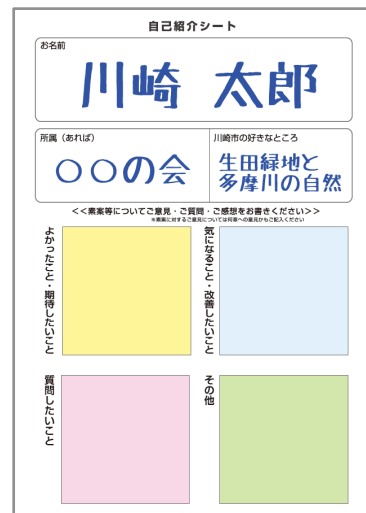 自己紹介シート
お名前
川崎 太郎
所属（あれば）
〇〇の会
川崎市の好きなところ
生田緑地と
多摩川の自然
<<素案等についてご意見・ご質問・ご感想をお書きください>>
※素案に対するご意見については何章への意見かもご記入ください
よかったこと・期待したいこと
気になること・改善したいこと
質問したいこと
その他